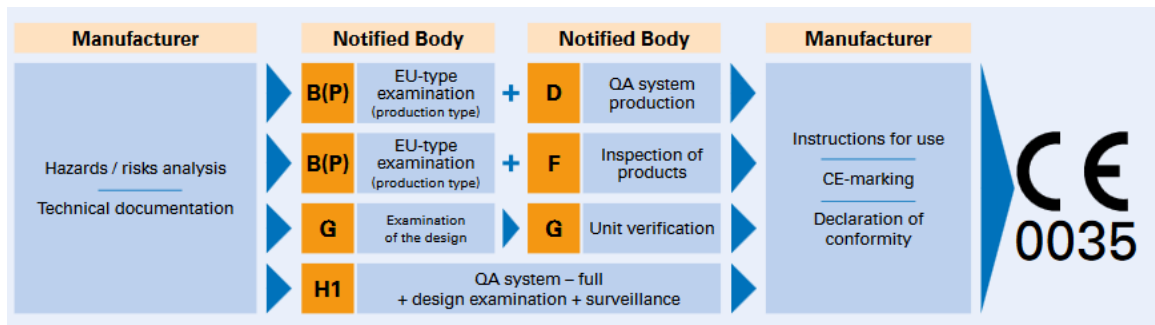 Manufacturer
Notified Body
Notified Body
Manufacturer
Hazards / risks analysis
Technical documentation
B(P)
EU-type
examination
(production type)
+
D
QA system
production
B(P)
EU-type
examination
(production type)
+
F
Inspection of
products
G
Examination
of the design
G
Unit verification
H1
QA system – full
+ design examination + surveillance
Instructions for use
CE-marking
Declaration of
conformity
CE
0035